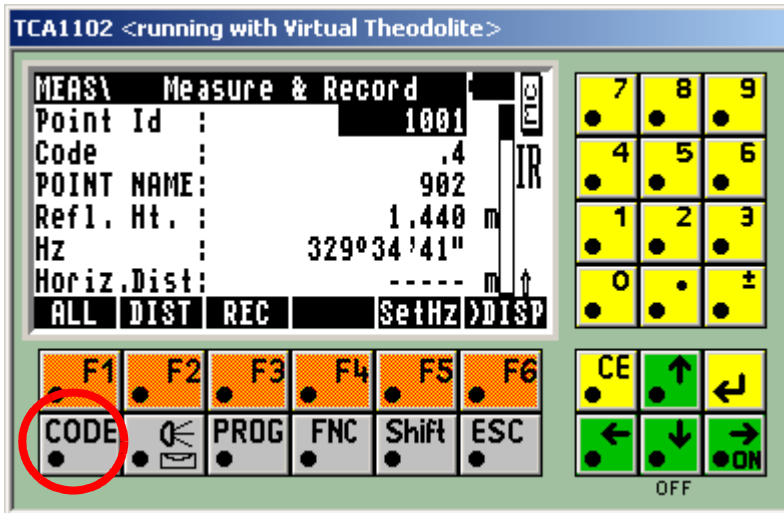 TCA1102 <running with Virtual Theodolite>
MEAS\ Measure & Rec ord
Point Id : 1001
Code : .4
POINT NAME: 902
Refl. Ht. : 1.440 m
Hz : 329°34'41"
Horiz.Dist: ----- m
IR
ALL DIST REC SetHz >DISP
7 8 9
4 5 6
1 2 3
0 . ±
F1 F2 F3 F4 F5 F6
CE
CODE PROG FNC Shift ESC
ON
OFF